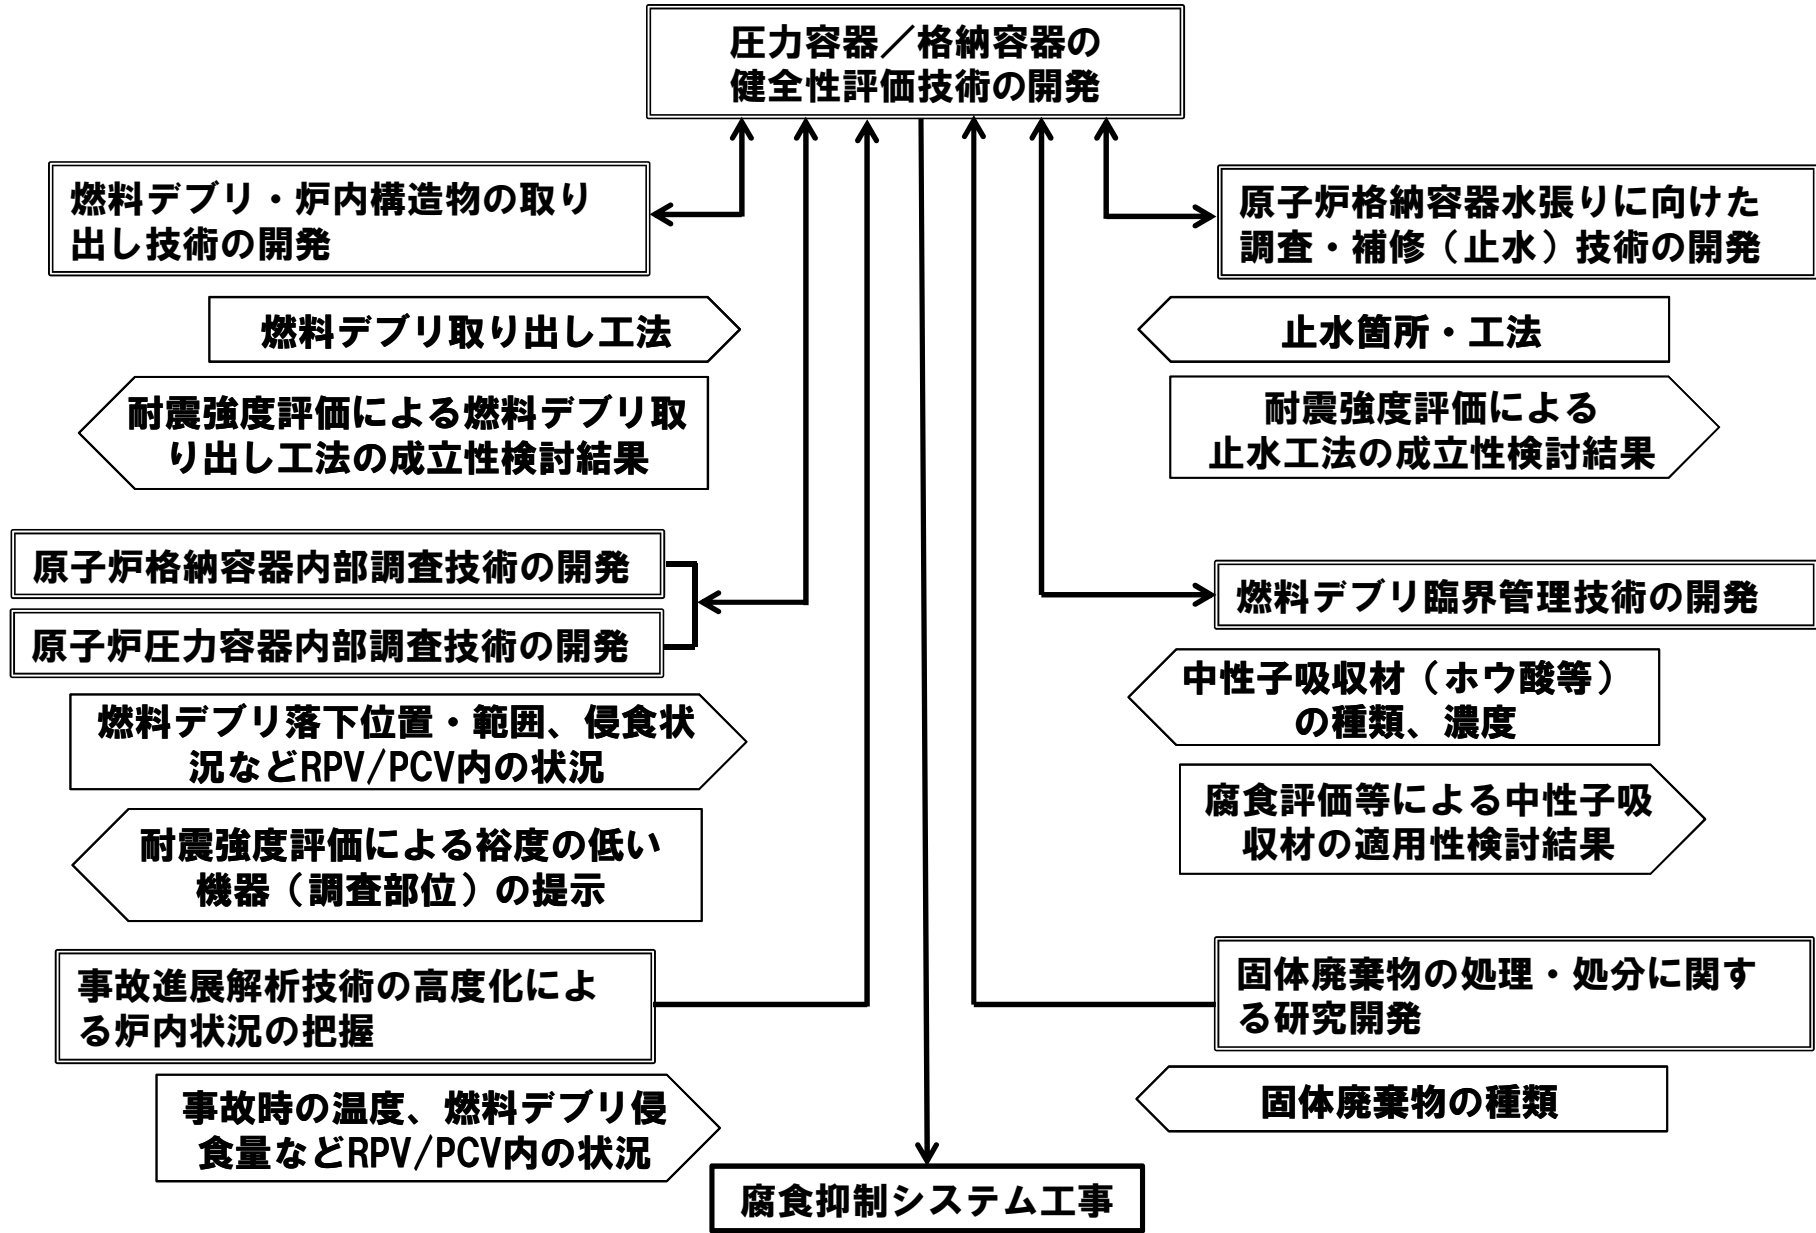 圧力容器／格納容器の
健全性評価技術の開発
燃料デブリ・炉内構造物の取り
出し技術の開発
燃料デブリ取り出し工法
耐震強度評価による燃料デブリ取
り出し工法の成立性検討結果
原子炉格納容器内部調査技術の開発
原子炉圧力容器内部調査技術の開発
燃料デブリ落下位置・範囲、侵食状
況などRPV/PCV内の状況
耐震強度評価による裕度の低い
機器（調査部位）の提示
事故進展解析技術の高度化によ
る炉内状況の把握
事故時の温度、燃料デブリ侵
食量などRPV/PCV内の状況
原子炉格納容器水張りに向けた
調査・補修（止水）技術の開発
止水箇所・工法
耐震強度評価による
止水工法の成立性検討結果
燃料デブリ臨界管理技術の開発
中性子吸収材（ホウ酸等）
の種類、濃度
腐食評価等による中性子吸
収材の適用性検討結果
固体廃棄物の処理・処分に関す
る研究開発
固体廃棄物の種類
腐食抑制システム工事